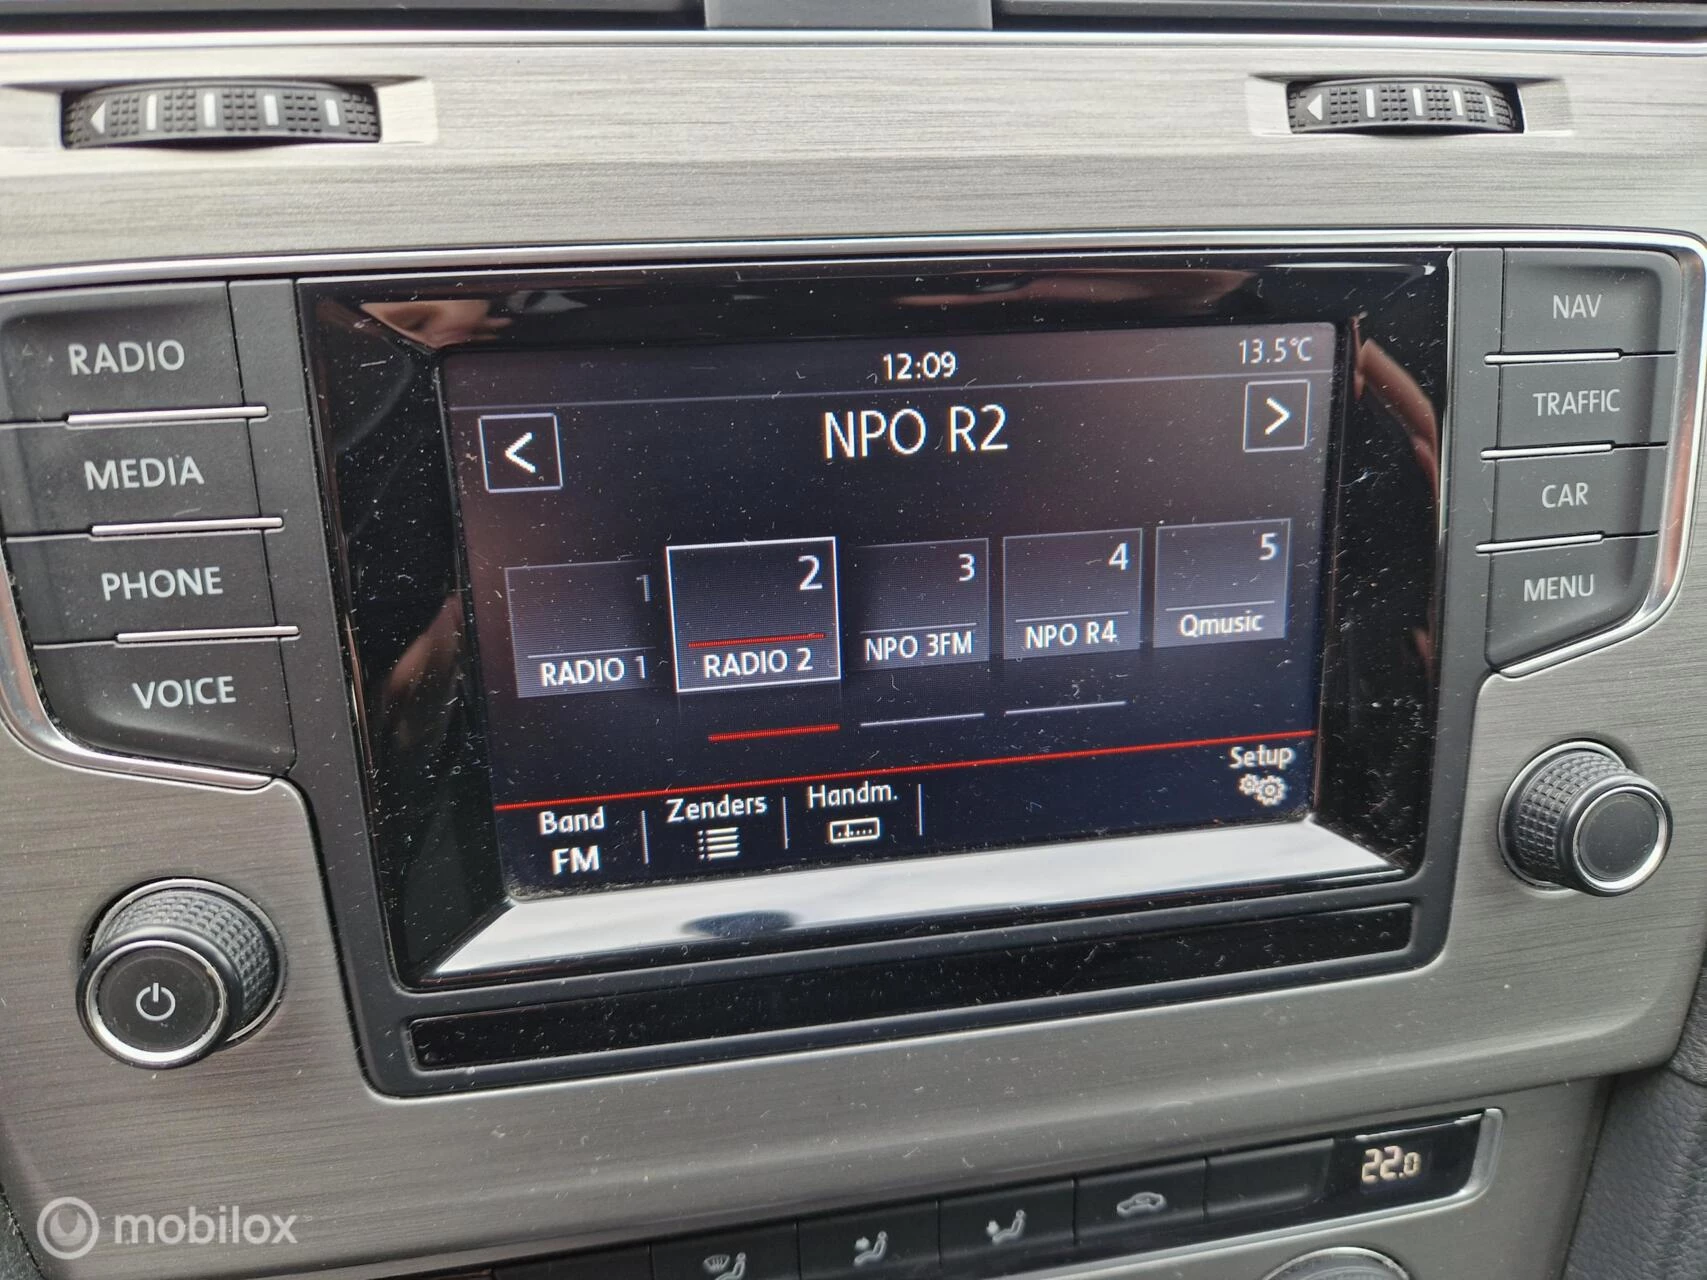 RADIO
MEDIA
PHONE
VOICE
12:09
13.5°C
NPO R2
1
RADIO 1
2
RADIO 2
3
NPO 3FM
4
NPO R4
5
Qmusic
Band
FM
Zenders
Handm.
Setup
NAV
TRAFFIC
CAR
MENU
22.0
mobilox